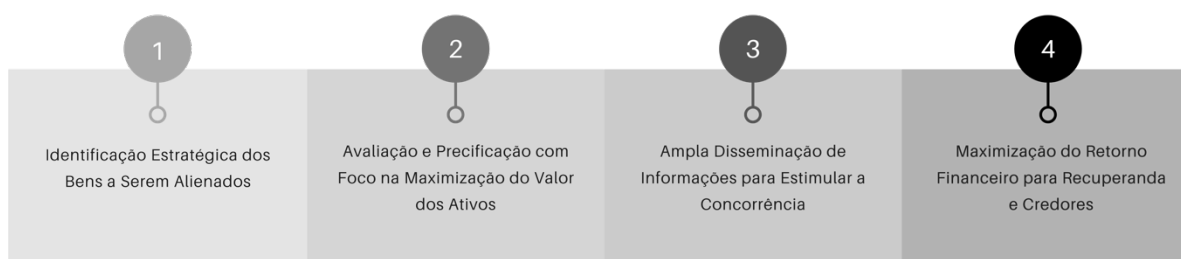 1
Identificação Estratégica dos
Bens a Serem Alienados
2
Avaliação e Precificação com
Foco na Maximização do Valor
dos Ativos
3
Ampla Disseminação de
Informações para Estimular a
Concorrência
4
Maximização do Retorno
Financeiro para Recuperanda
e Credores